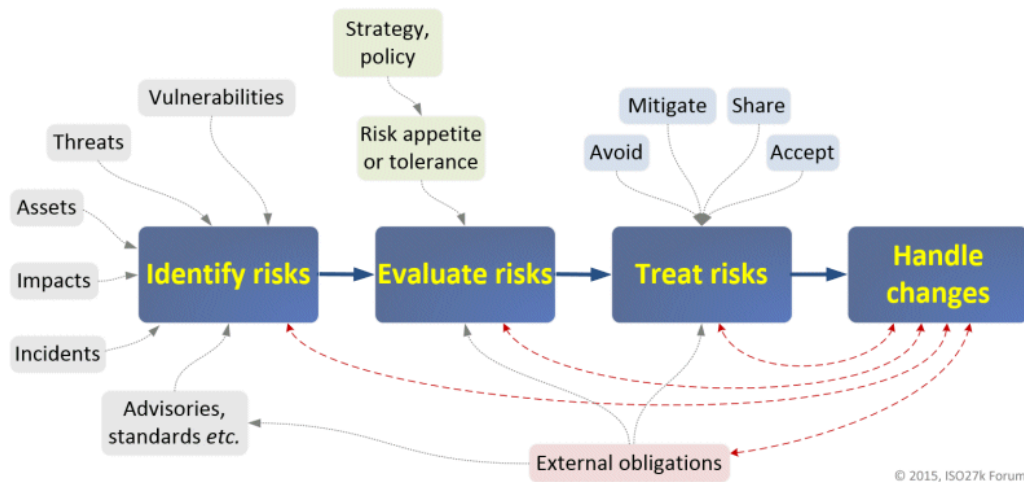 Strategy,
policy
Vulnerabilities
Mitigate
Share
Threats
Risk appetite
or tolerance
Avoid
Accept
Assets
Identify risks
Evaluate risks
Treat risks
Handle
changes
Impacts
Incidents
Advisories,
standards etc.
External obligations
© 2015, ISO27k Forum